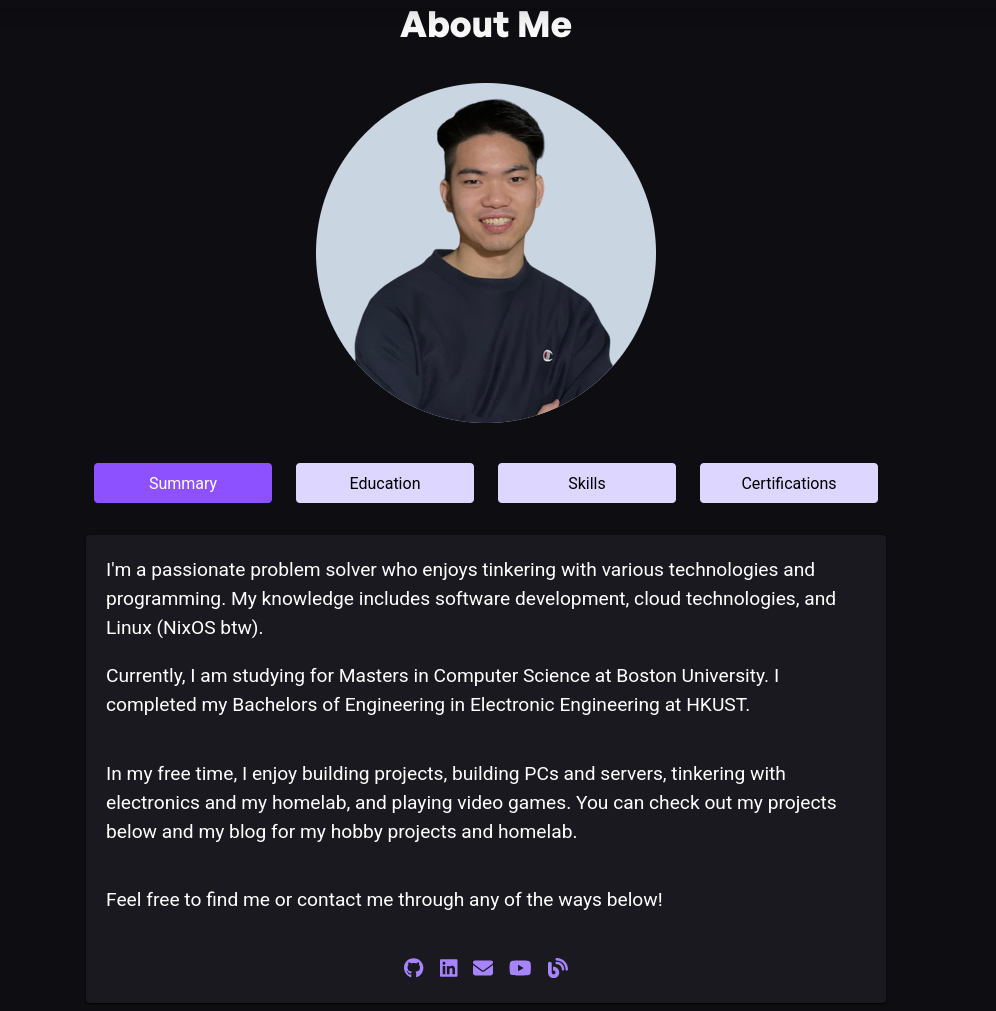 About Me
Summary
Education
Skills
Certifications
I'm a passionate problem solver who enjoys tinkering with various technologies and
programming. My knowledge includes software development, cloud technologies, and
Linux (NixOS btw).
Currently, I am studying for Masters in Computer Science at Boston University. I
completed my Bachelors of Engineering in Electronic Engineering at HKUST.
In my free time, I enjoy building projects, building PCs and servers, tinkering with
electronics and my homelab, and playing video games. You can check out my projects
below and my blog for my hobby projects and homelab.
Feel free to find me or contact me through any of the ways below!